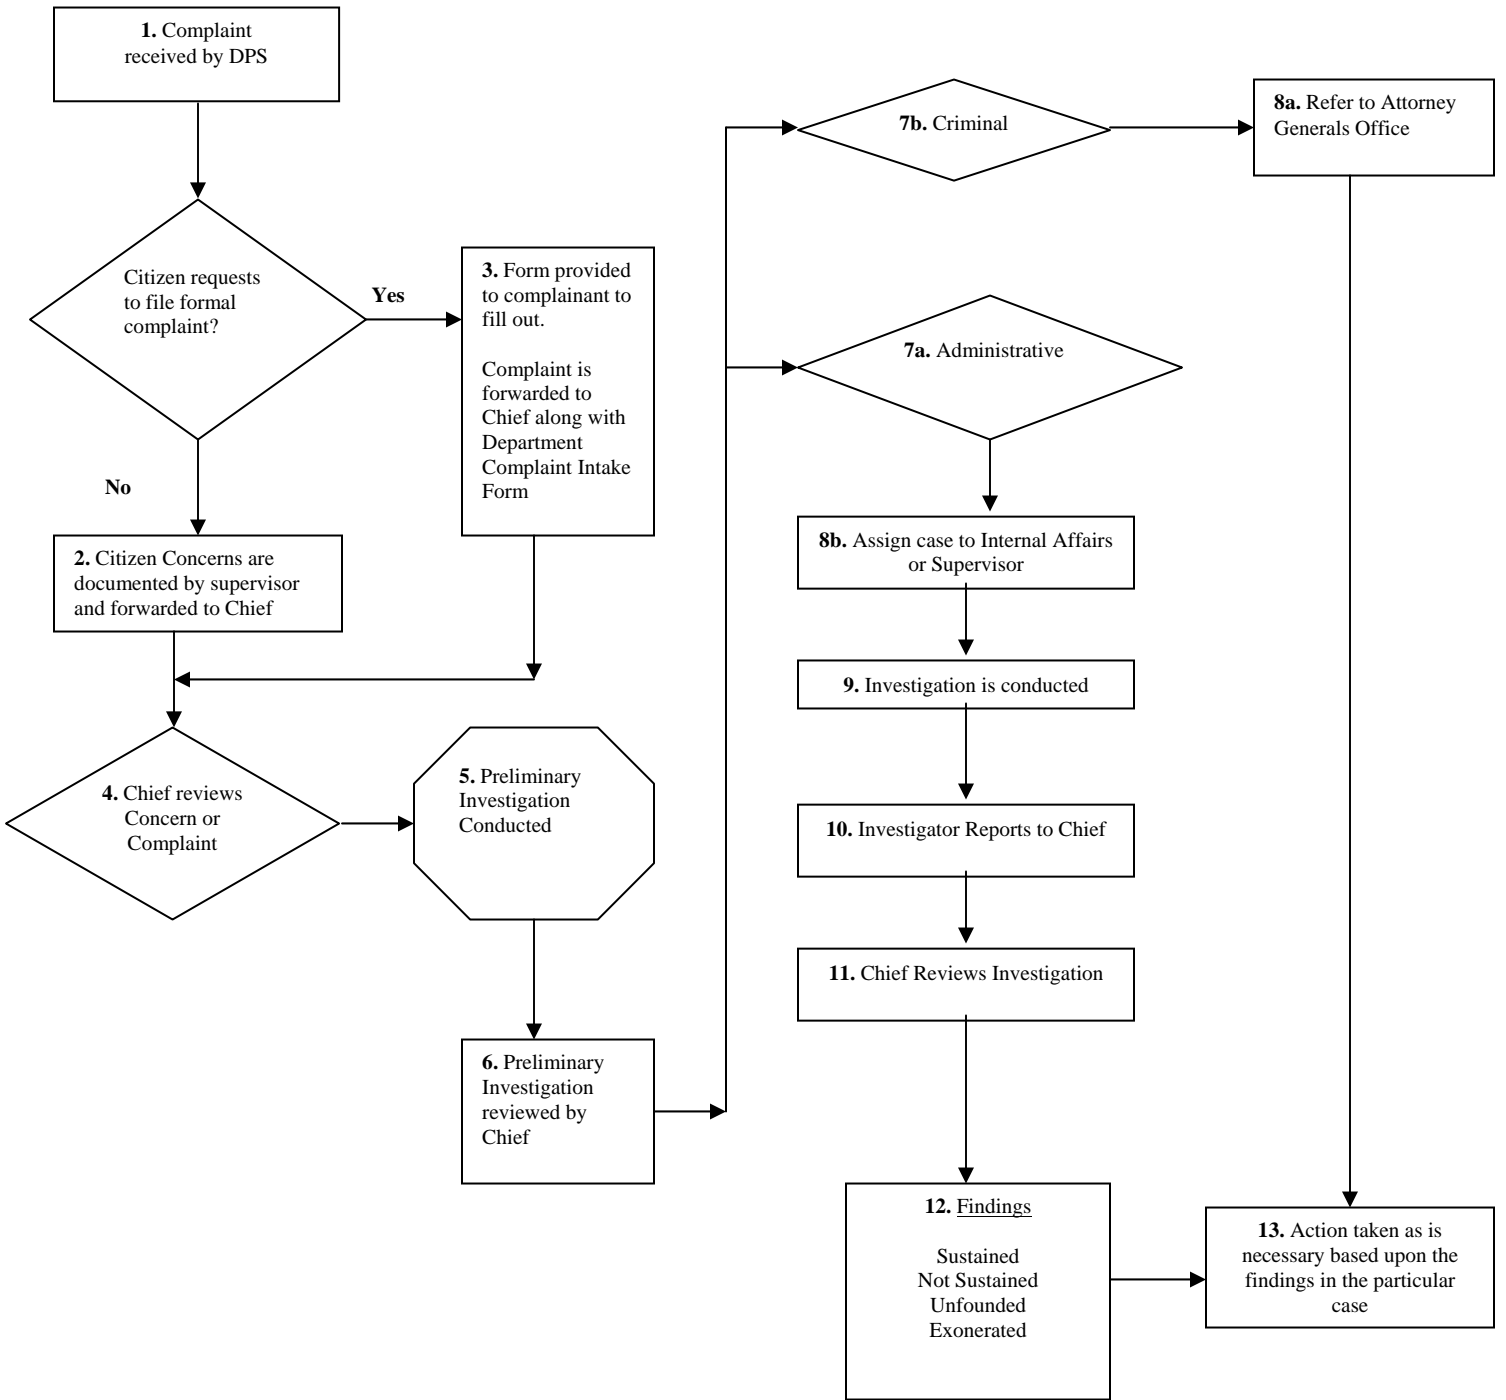 1. Complaint
received by DPS
Citizen requests
to file formal
complaint?
Yes
No
2. Citizen Concerns are
documented by supervisor
and forwarded to Chief
3. Form provided
to complainant to
fill out.
Complaint is
forwarded to
Chief along with
Department
Complaint Intake
Form
4. Chief reviews
Concern or
Complaint
5. Preliminary
Investigation
Conducted
6. Preliminary
Investigation
reviewed by
Chief
7b. Criminal
8a. Refer to Attorney
Generals Office
7a. Administrative
8b. Assign case to Internal Affairs
or Supervisor
9. Investigation is conducted
10. Investigator Reports to Chief
11. Chief Reviews Investigation
12. Findings
Sustained
Not Sustained
Unfounded
Exonerated
13. Action taken as is
necessary based upon the
findings in the particular
case